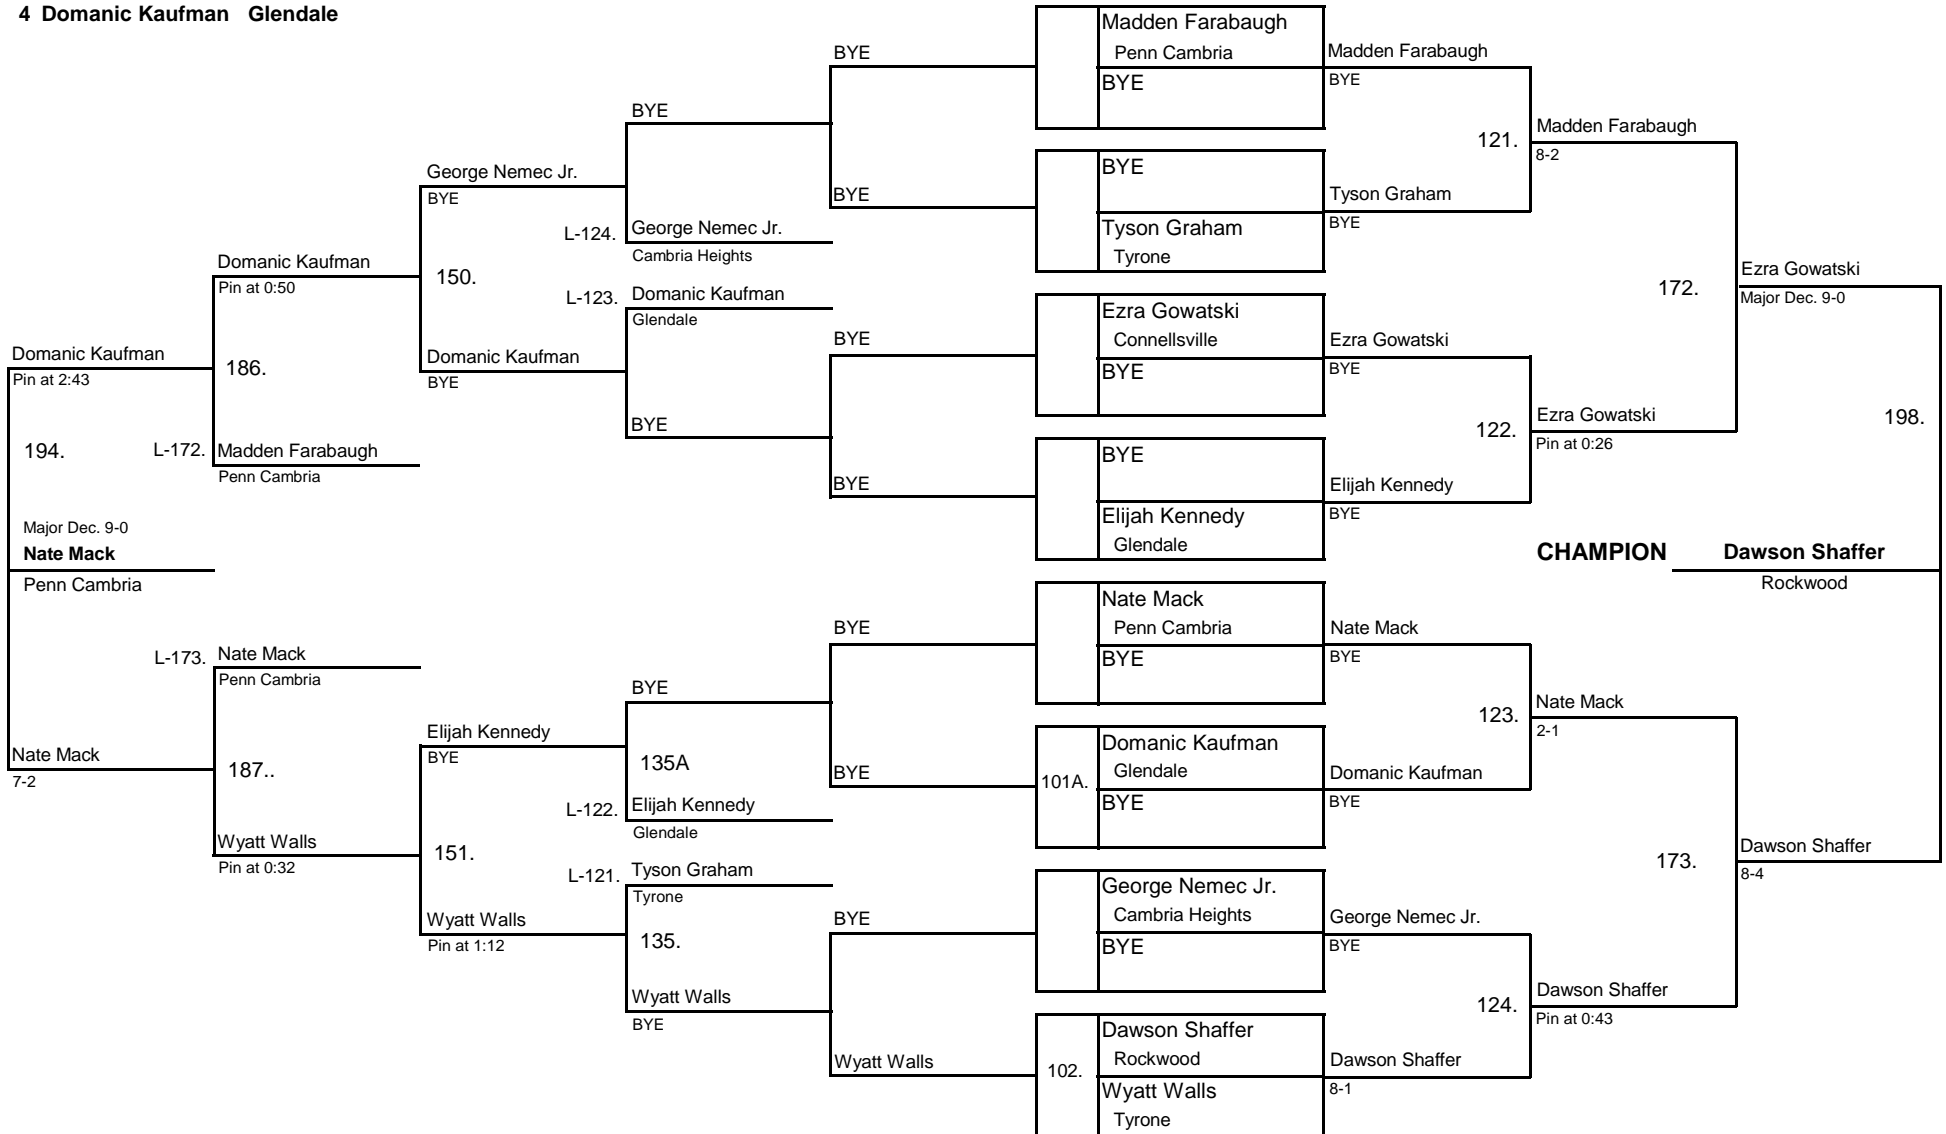 4 Domanic Kaufman Glendale
Madden Farabaugh
Penn Cambria
BYE
BYE
Tyson Graham
Tyrone
Ezra Gowatski
Connellsville
BYE
BYE
Elijah Kennedy
Glendale
Nate Mack
Penn Cambria
BYE
101A.
Domanic Kaufman
Glendale
BYE
George Nemec Jr.
Cambria Heights
BYE
102.
Dawson Shaffer
Rockwood
Wyatt Walls
Tyrone
Madden Farabaugh
BYE
121.
Tyson Graham
BYE
Ezra Gowatski
BYE
122.
Elijah Kennedy
BYE
Nate Mack
BYE
123.
Domanic Kaufman
BYE
George Nemec Jr.
BYE
124.
Dawson Shaffer
8-1
Madden Farabaugh
8-2
172.
Ezra Gowatski
Pin at 0:26
Nate Mack
2-1
173.
Dawson Shaffer
Pin at 0:43
Ezra Gowatski
Major Dec. 9-0
198.
CHAMPION Dawson Shaffer
Rockwood
Dawson Shaffer
8-4
BYE
BYE
BYE
BYE
BYE
BYE
BYE
Wyatt Walls
BYE
L-124. George Nemec Jr.
Cambria Heights
L-123. Domanic Kaufman
Glendale
BYE
BYE
135A
L-122. Elijah Kennedy
Glendale
L-121. Tyson Graham
Tyrone
135.
Wyatt Walls
BYE
George Nemec Jr.
BYE
150.
Domanic Kaufman
BYE
Elijah Kennedy
BYE
151.
Wyatt Walls
Pin at 1:12
Domanic Kaufman
Pin at 0:50
186.
L-172. Madden Farabaugh
Penn Cambria
L-173. Nate Mack
Penn Cambria
187..
Wyatt Walls
Pin at 0:32
Domanic Kaufman
Pin at 2:43
194.
Major Dec. 9-0
Nate Mack
Penn Cambria
Nate Mack
7-2